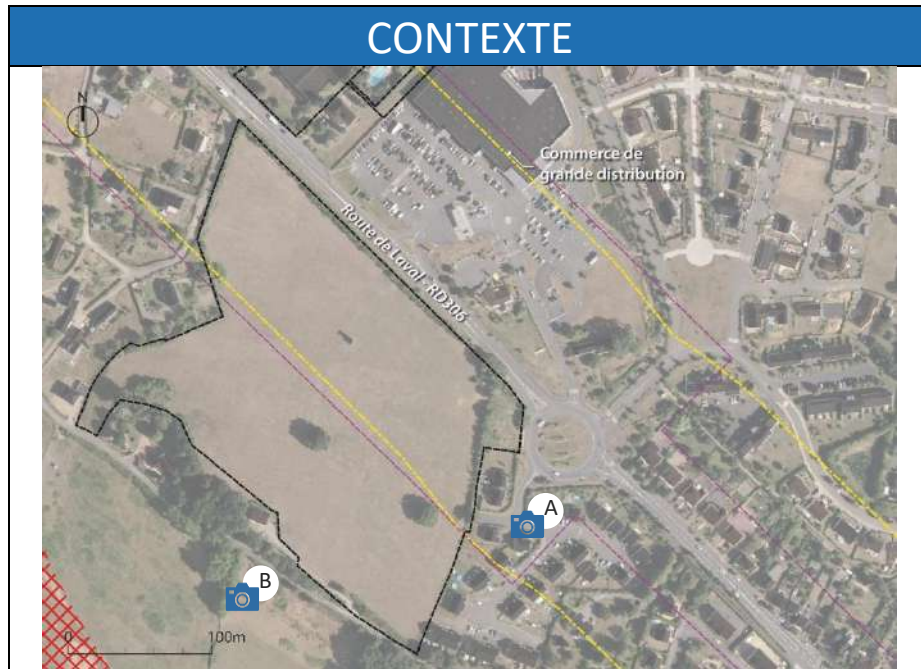 CONTEXTE
N
Commerce de
grande distribution
Route de Laval - RD306
A
B
0 100m